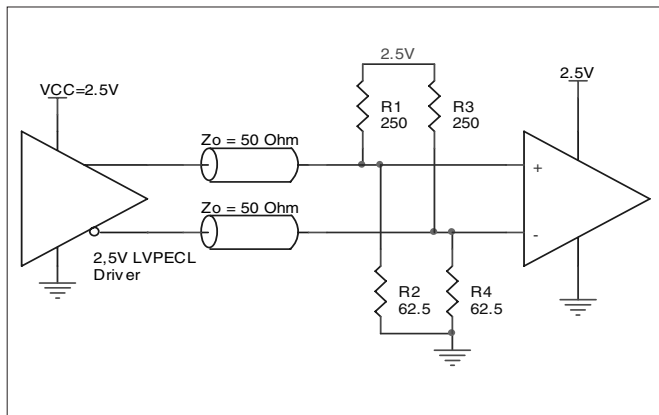 2.5V
2.5V
VCC=2.5V
R1
250
R3
250
Zo = 50 Ohm
+
Zo = 50 Ohm
-
2,5V LVPECL
Driver
R2
62.5
R4
62.5